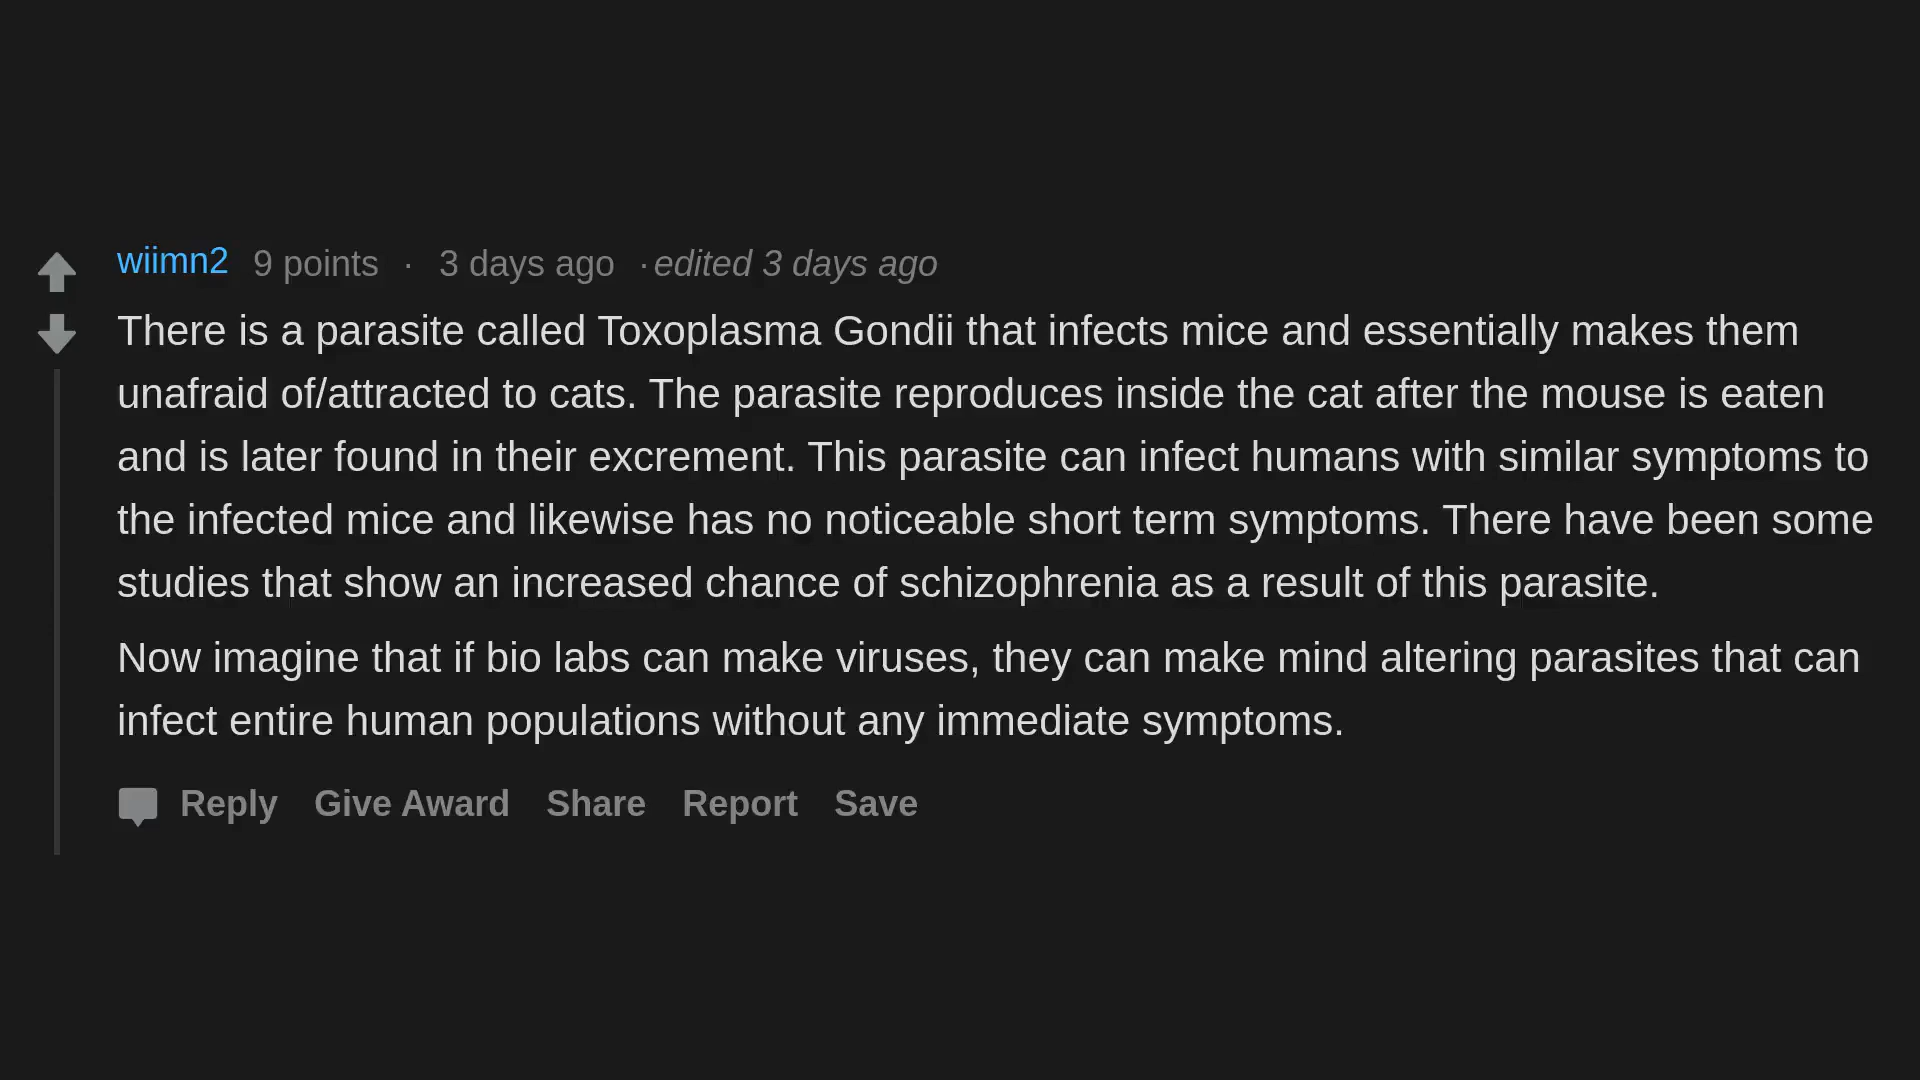 wiimn2 9 points · 3 days ago · edited 3 days ago
There is a parasite called Toxoplasma Gondii that infects mice and essentially makes them
unafraid of/attracted to cats. The parasite reproduces inside the cat after the mouse is eaten
and is later found in their excrement. This parasite can infect humans with similar symptoms to
the infected mice and likewise has no noticeable short term symptoms. There have been some
studies that show an increased chance of schizophrenia as a result of this parasite.
Now imagine that if bio labs can make viruses, they can make mind altering parasites that can
infect entire human populations without any immediate symptoms.
Reply Give Award Share Report Save